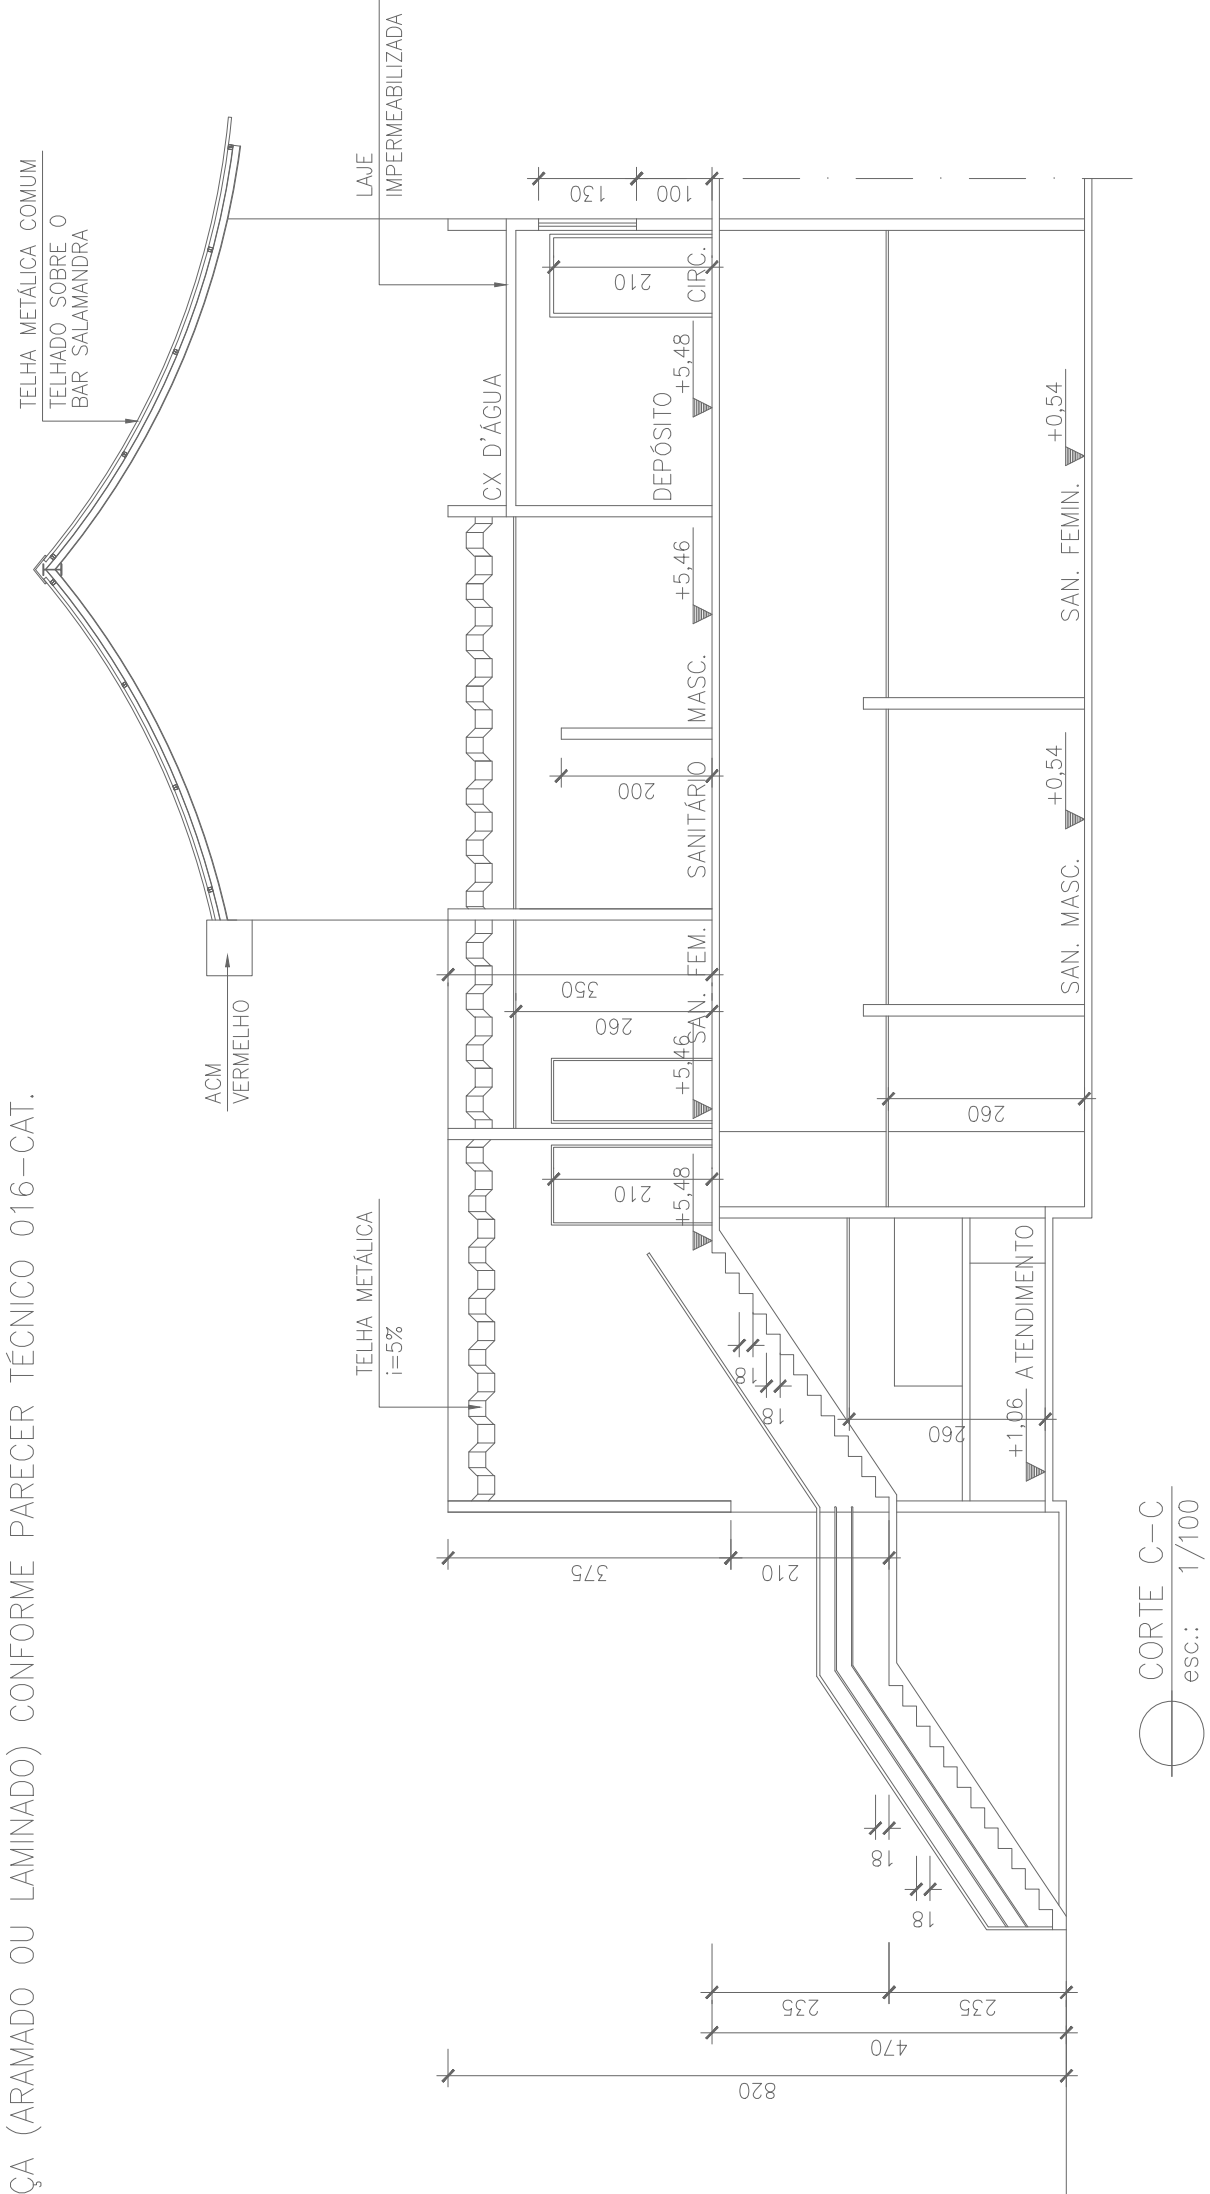 ÇA (ARAMADO OU LAMINADO) CONFORME PARECER TÉCNICO 016-CAT.
TELHA METÁLICA COMUM
TELHADO SOBRE O
BAR SALAMANDRA
ACM
VERMELHO
LAJE
IMPERMEABILIZADA
TELHA METÁLICA
i=5%
CX D'ÁGUA
130
100
210
CIRC.
+5,48
DEPÓSITO
+5,46
SANITÁRIO MASC.
200
SAN. FEM.
+5,46
350
260
210
+5,48
18
18
375
210
260
+1,06
ATENDIMENTO
260
SAN. MASC.
+0,54
SAN. FEMIN.
+0,54
18
18
235
235
470
820
CORTE C-C
esc.: 1/100